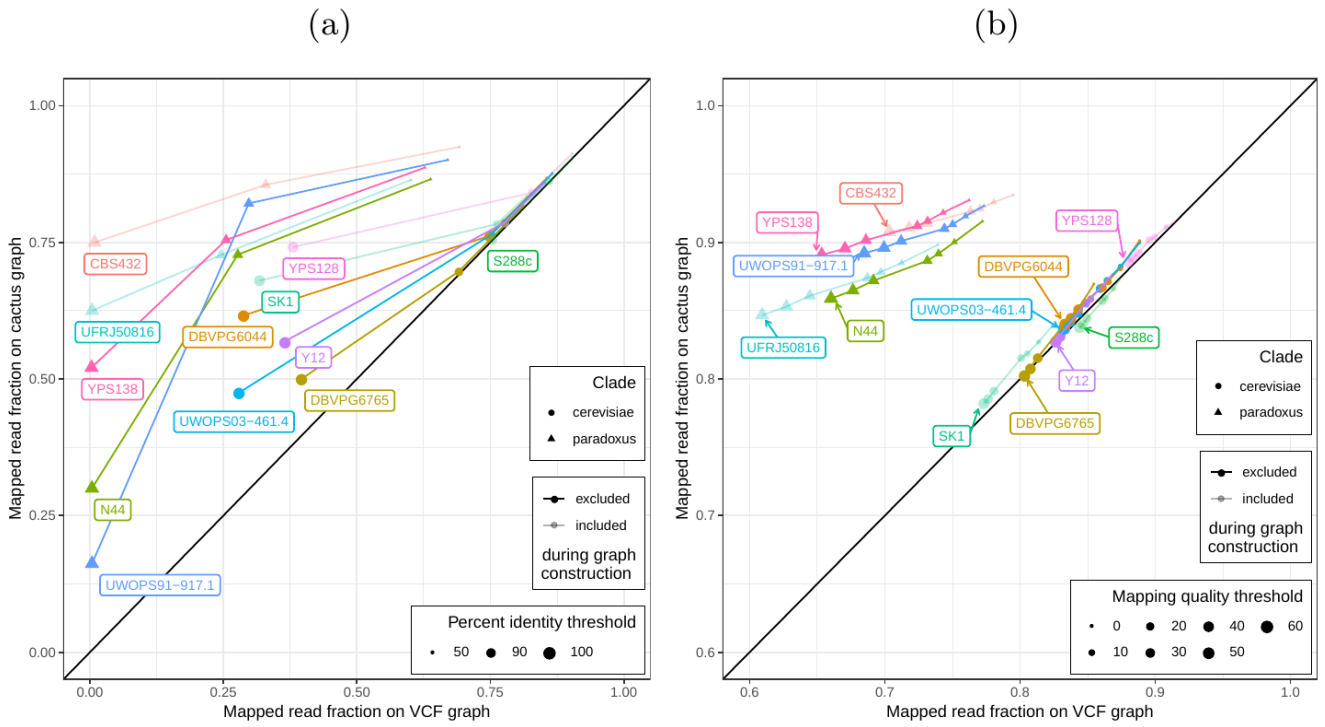 (a)
Mapped read fraction on cactus graph
1.00
0.75
0.50
0.25
0.00
CBS432
UFRJ50816
YPS138
N44
UWOPS91−917.1
YPS128
SK1
DBVPG6044
Y12
UWOPS03−461.4
DBVPG6765
S288c
Clade
cerevisiae
paradoxus
excluded
included
during graph
construction
Percent identity threshold
50 90 100
0.00 0.25 0.50 0.75 1.00
Mapped read fraction on VCF graph
(b)
Mapped read fraction on cactus graph
1.0
0.9
0.8
0.7
0.6
CBS432
YPS138
YPS128
UWOPS91−917.1
DBVPG6044
UWOPS03−461.4
N44
UFRJ50816
S288c
Y12
DBVPG6765
SK1
Clade
cerevisiae
paradoxus
excluded
included
during graph
construction
Mapping quality threshold
0 20 40 60
10 30 50
0.6 0.7 0.8 0.9 1.0
Mapped read fraction on VCF graph